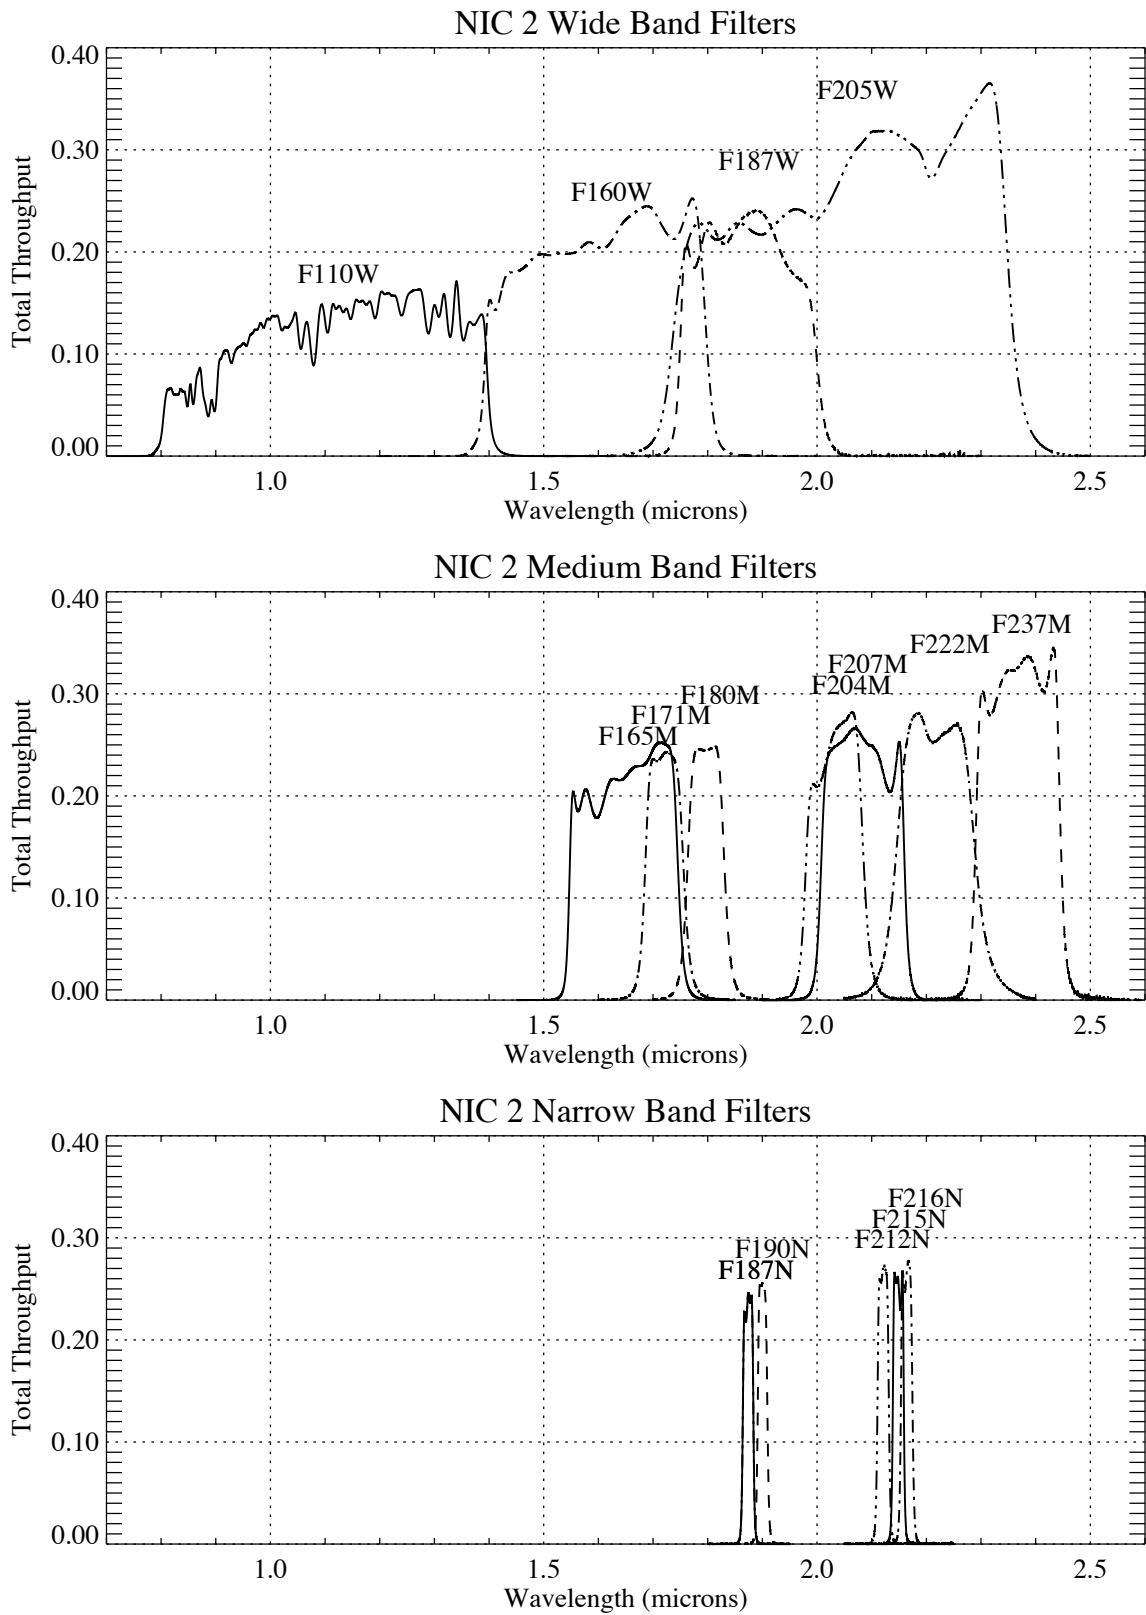 NIC 2 Wide Band Filters
0.40
F205W
0.30
F187W
F160W
0.20
F110W
0.10
0.00
Total Throughput
1.0 1.5 2.0 2.5
Wavelength (microns)
NIC 2 Medium Band Filters
0.40
F237M
F222M
F207M
0.30
F204M
F180M
F171M
F165M
0.20
0.10
0.00
Total Throughput
1.0 1.5 2.0 2.5
Wavelength (microns)
NIC 2 Narrow Band Filters
0.40
F216N
F215N
0.30
F212N
F190N
F187N
0.20
0.10
0.00
Total Throughput
1.0 1.5 2.0 2.5
Wavelength (microns)